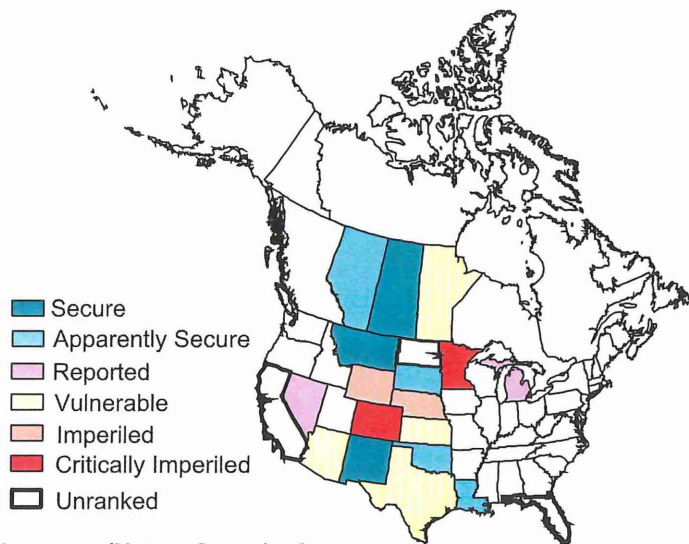 Secure
Apparently Secure
Reported
Vulnerable
Imperiled
Critically Imperiled
Unranked